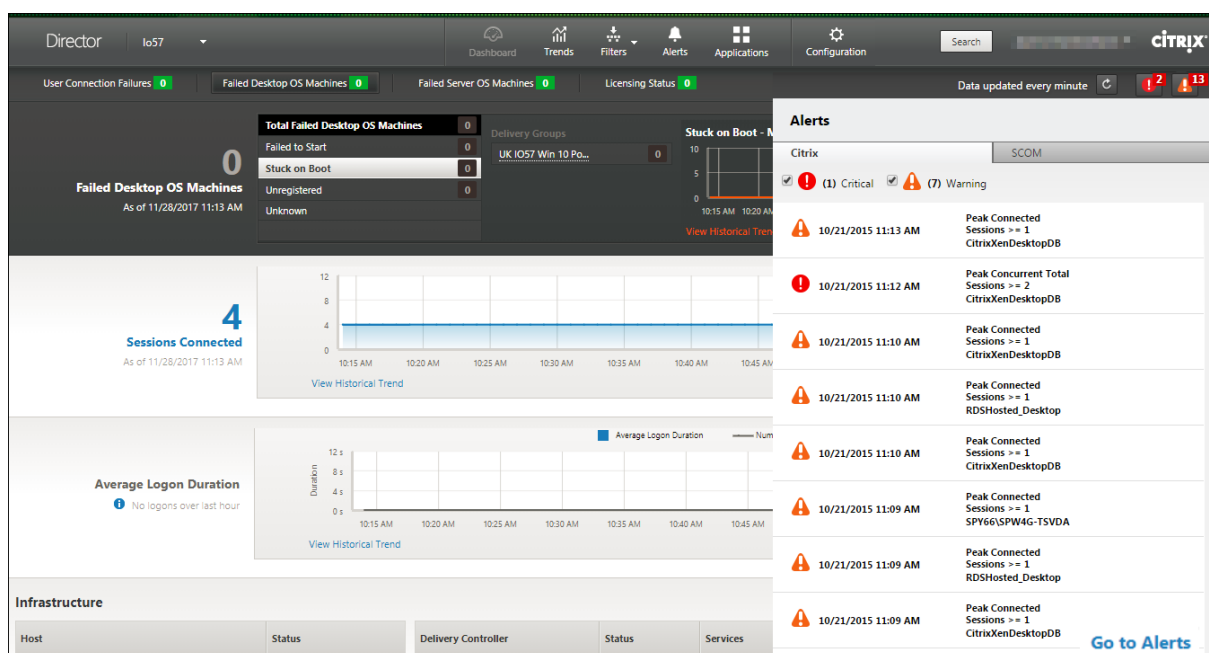 Director Io57 Dashboard Trends Filters Alerts Applications Configuration Search CITRIX
User Connection Failures 0 Failed Desktop OS Machines 0 Failed Server OS Machines 0 Licensing Status 0 Data updated every minute 2 13
0
Failed Desktop OS Machines
As of 11/28/2017 11:13 AM
Total Failed Desktop OS Machines 0
Failed to Start 0
Stuck on Boot 0
Unregistered 0
Unknown
Delivery Groups
UK IO57 Win 10 Po... 0
Stuck on Boot - M
10
5
0
10:15 AM 10:20 AM
View Historical Tren
4
Sessions Connected
As of 11/28/2017 11:13 AM
12
8
4
0
10:15 AM 10:20 AM 10:25 AM 10:30 AM 10:35 AM 10:40 AM 10:45 AM
View Historical Trend
Average Logon Duration
No logons over last hour
Average Logon Duration Num
Duration
12 s
8 s
4 s
0 s
10:15 AM 10:20 AM 10:25 AM 10:30 AM 10:35 AM 10:40 AM 10:45 AM
View Historical Trend
Infrastructure
Host Status Delivery Controller Status Services
Alerts
Citrix SCOM
(1) Critical (7) Warning
10/21/2015 11:13 AM
Peak Connected
Sessions >= 1
CitrixXenDesktopDB
10/21/2015 11:12 AM
Peak Concurrent Total
Sessions >= 2
CitrixXenDesktopDB
10/21/2015 11:10 AM
Peak Connected
Sessions >= 1
CitrixXenDesktopDB
10/21/2015 11:10 AM
Peak Connected
Sessions >= 1
RDSHosted_Desktop
10/21/2015 11:10 AM
Peak Connected
Sessions >= 1
CitrixXenDesktopDB
10/21/2015 11:09 AM
Peak Connected
Sessions >= 1
SPY66\SPW4G-TSVDA
10/21/2015 11:09 AM
Peak Connected
Sessions >= 1
RDSHosted_Desktop
10/21/2015 11:09 AM
Peak Connected
Sessions >= 1
CitrixXenDesktopDB
Go to Alerts